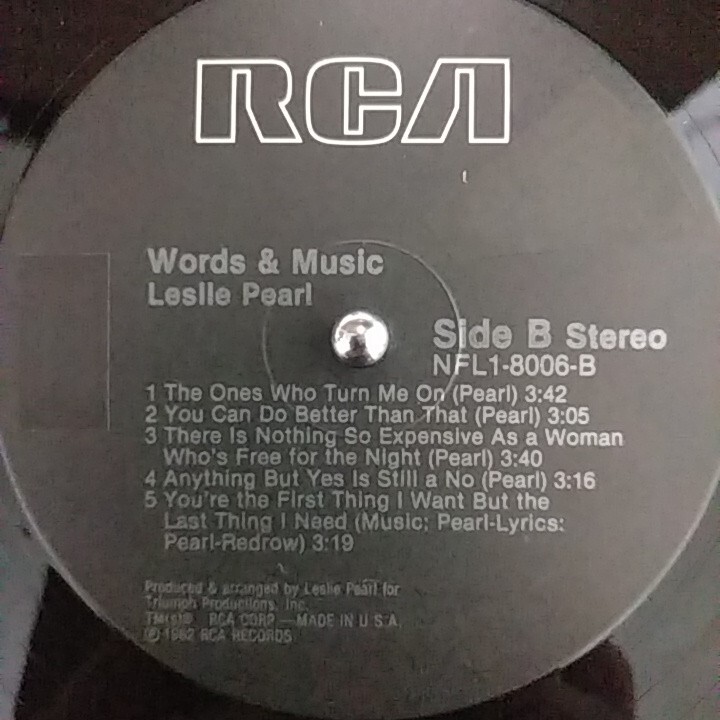 RCA
Words & Music
Leslie Pearl
Side B Stereo
NFL1-8006-B
1 The Ones Who Turn Me On (Pearl) 3:42
2 You Can Do Better Than That (Pearl) 3:05
3 There Is Nothing So Expensive As a Woman
Who's Free for the Night (Pearl) 3:40
4 Anything But Yes Is Still a No (Pearl) 3:16
5 You're the First Thing I Want But the
Last Thing I Need (Music: Pearl-Lyrics:
Pearl-Redrow) 3:19
Produced & arranged by Leslie Pearl for
Triumph Productions, Inc.
TM(s)® RCA CORP.—MADE IN U.S.A.
℗ 1982 RCA RECORDS